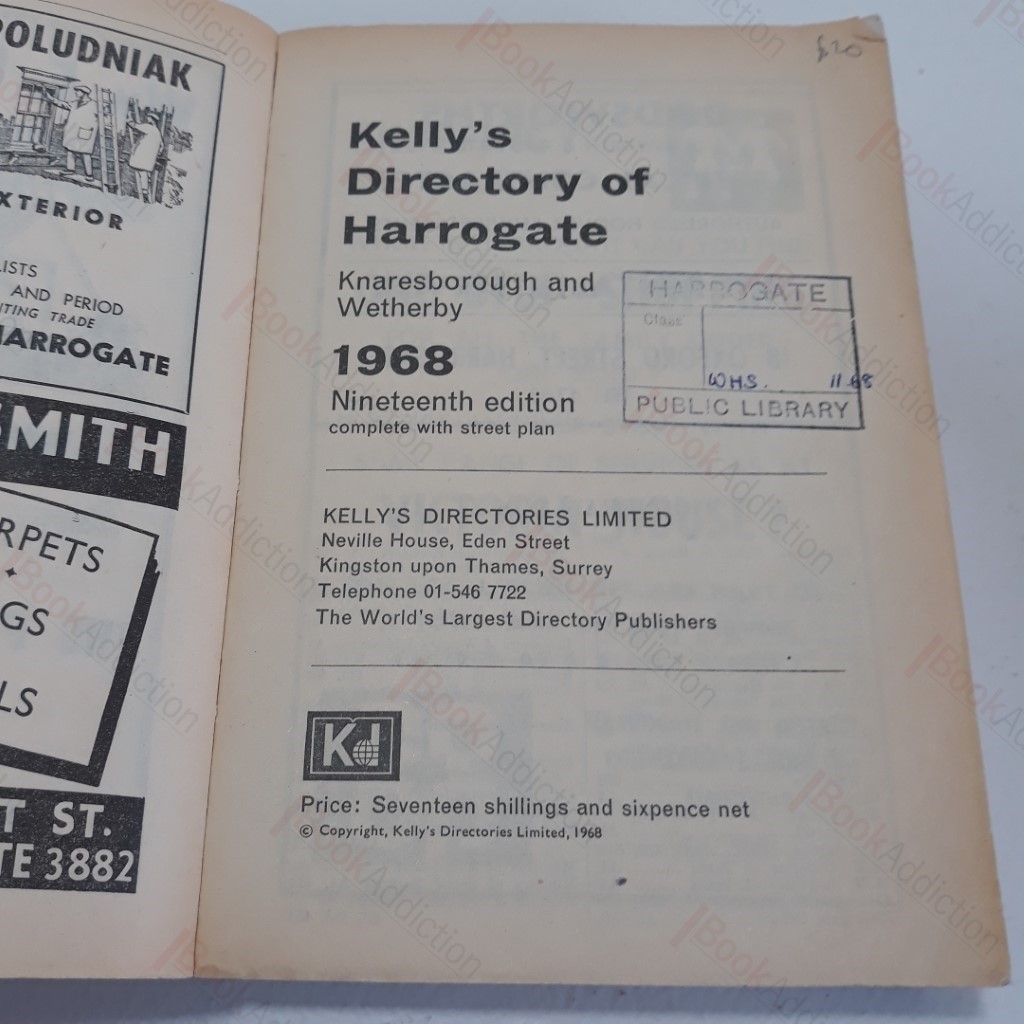 POLUDNIAK
XTERIOR
LISTS
AND PERIOD
TING TRADE
HARROGATE
SMITH
RPETS
GS
LS
T ST.
TE 3882
£20
Kelly's
Directory of
Harrogate
Knaresborough and
Wetherby
1968
Nineteenth edition
complete with street plan
HARROGATE
Class
WHS. 11.68
PUBLIC LIBRARY
KELLY'S DIRECTORIES LIMITED
Neville House, Eden Street
Kingston upon Thames, Surrey
Telephone 01-546 7722
The World's Largest Directory Publishers
Kd
Price: Seventeen shillings and sixpence net
© Copyright, Kelly's Directories Limited, 1968
BookAddiction